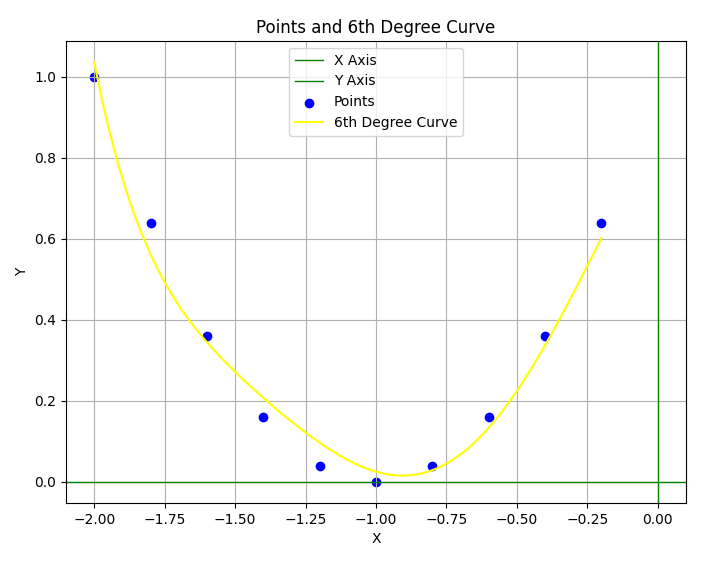 Points and 6th Degree Curve
X Axis
Y Axis
Points
6th Degree Curve
1.0
0.8
0.6
0.4
0.2
0.0
Y
−2.00 −1.75 −1.50 −1.25 −1.00 −0.75 −0.50 −0.25 0.00
X